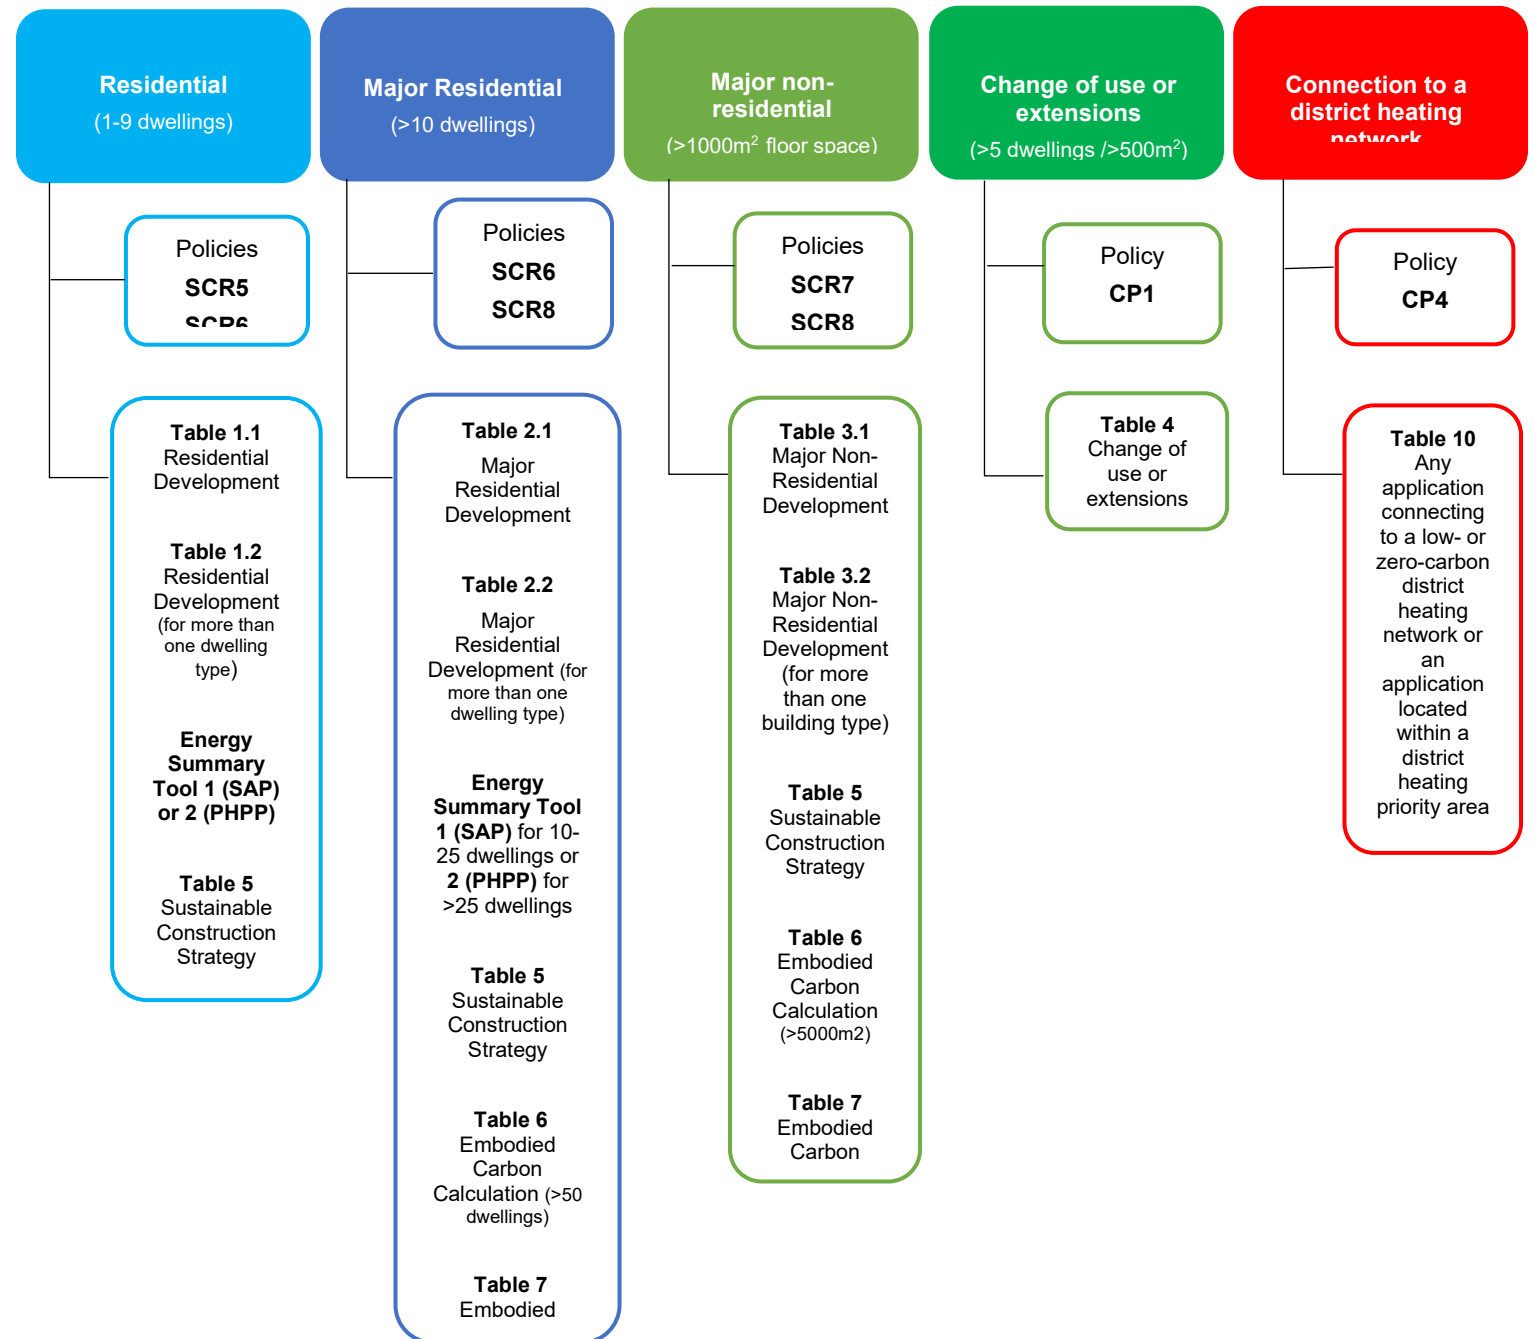 Residential
(1-9 dwellings)
Policies
SCR5
SCR6
Table 1.1
Residential
Development
Table 1.2
Residential
Development
(for more than
one dwelling
type)
Energy
Summary
Tool 1 (SAP)
or 2 (PHPP)
Table 5
Sustainable
Construction
Strategy
Major Residential
(>10 dwellings)
Policies
SCR6
SCR8
Table 2.1
Major
Residential
Development
Table 2.2
Major
Residential
Development (for
more than one
dwelling type)
Energy
Summary Tool
1 (SAP) for 10-
25 dwellings or
2 (PHPP) for
>25 dwellings
Table 5
Sustainable
Construction
Strategy
Table 6
Embodied
Carbon
Calculation (>50
dwellings)
Table 7
Embodied
Major non-
residential
(>1000m² floor space)
Policies
SCR7
SCR8
Table 3.1
Major Non-
Residential
Development
Table 3.2
Major Non-
Residential
Development
(for more
than one
building type)
Table 5
Sustainable
Construction
Strategy
Table 6
Embodied
Carbon
Calculation
(>5000m2)
Table 7
Embodied
Carbon
Change of use or
extensions
(>5 dwellings />500m²)
Policy
CP1
Table 4
Change of
use or
extensions
Connection to a
district heating
network
Policy
CP4
Table 10
Any
application
connecting
to a low- or
zero-carbon
district
heating
network or
an
application
located
within a
district
heating
priority area